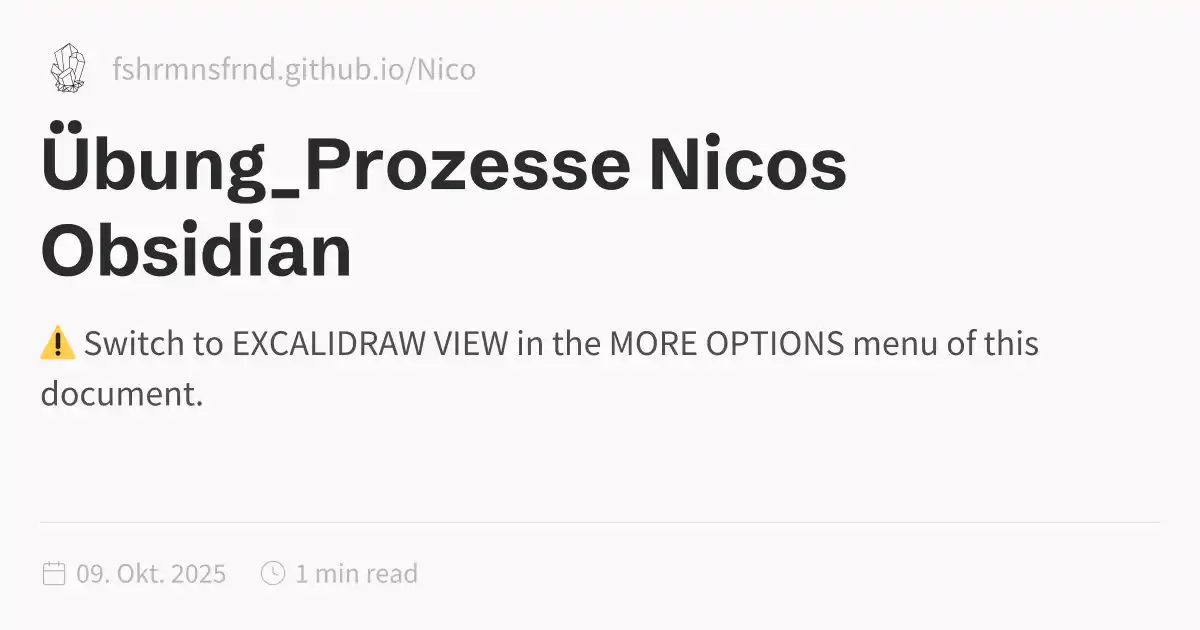 fshrmnsfrnd.github.io/Nico
Übung_Prozesse Nicos
Obsidian
⚠️ Switch to EXCALIDRAW VIEW in the MORE OPTIONS menu of this
document.
09. Okt. 2025 1 min read